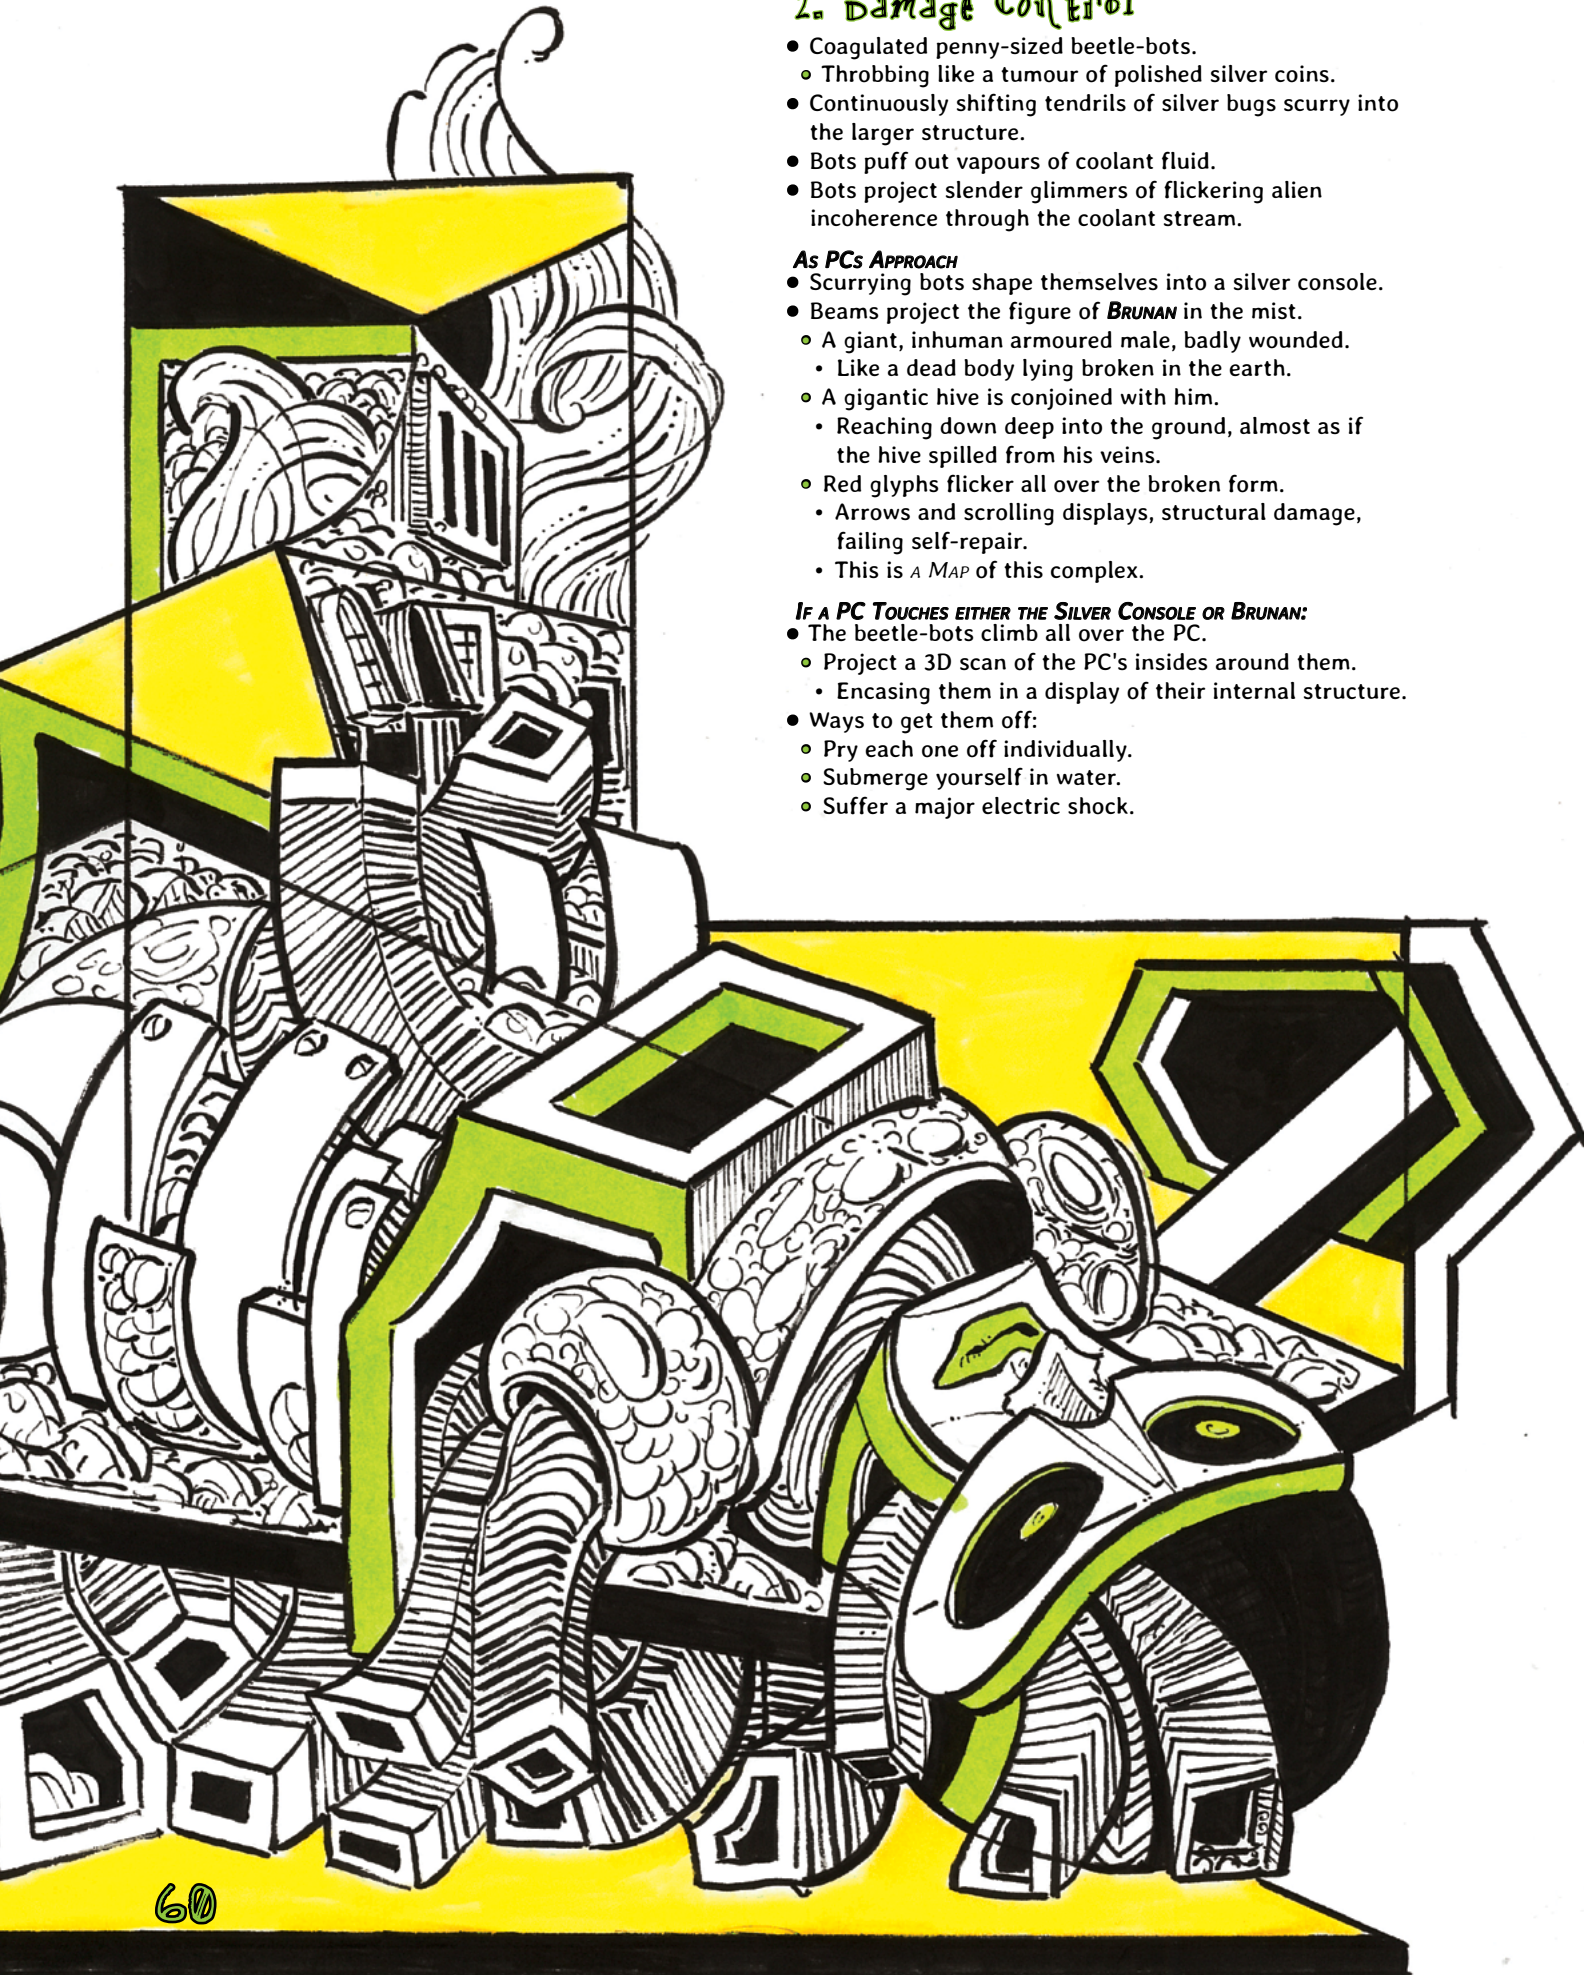 2. Damage Control
• Coagulated penny-sized beetle-bots.
• Throbbing like a tumour of polished silver coins.
• Continuously shifting tendrils of silver bugs scurry into
the larger structure.
• Bots puff out vapours of coolant fluid.
• Bots project slender glimmers of flickering alien
incoherence through the coolant stream.
As PCs Approach
• Scurrying bots shape themselves into a silver console.
• Beams project the figure of Brunan in the mist.
• A giant, inhuman armoured male, badly wounded.
• Like a dead body lying broken in the earth.
• A gigantic hive is conjoined with him.
• Reaching down deep into the ground, almost as if
the hive spilled from his veins.
• Red glyphs flicker all over the broken form.
• Arrows and scrolling displays, structural damage,
failing self-repair.
• This is a Map of this complex.
If a PC Touches either the Silver Console or Brunan:
• The beetle-bots climb all over the PC.
• Project a 3D scan of the PC's insides around them.
• Encasing them in a display of their internal structure.
• Ways to get them off:
• Pry each one off individually.
• Submerge yourself in water.
• Suffer a major electric shock.
60